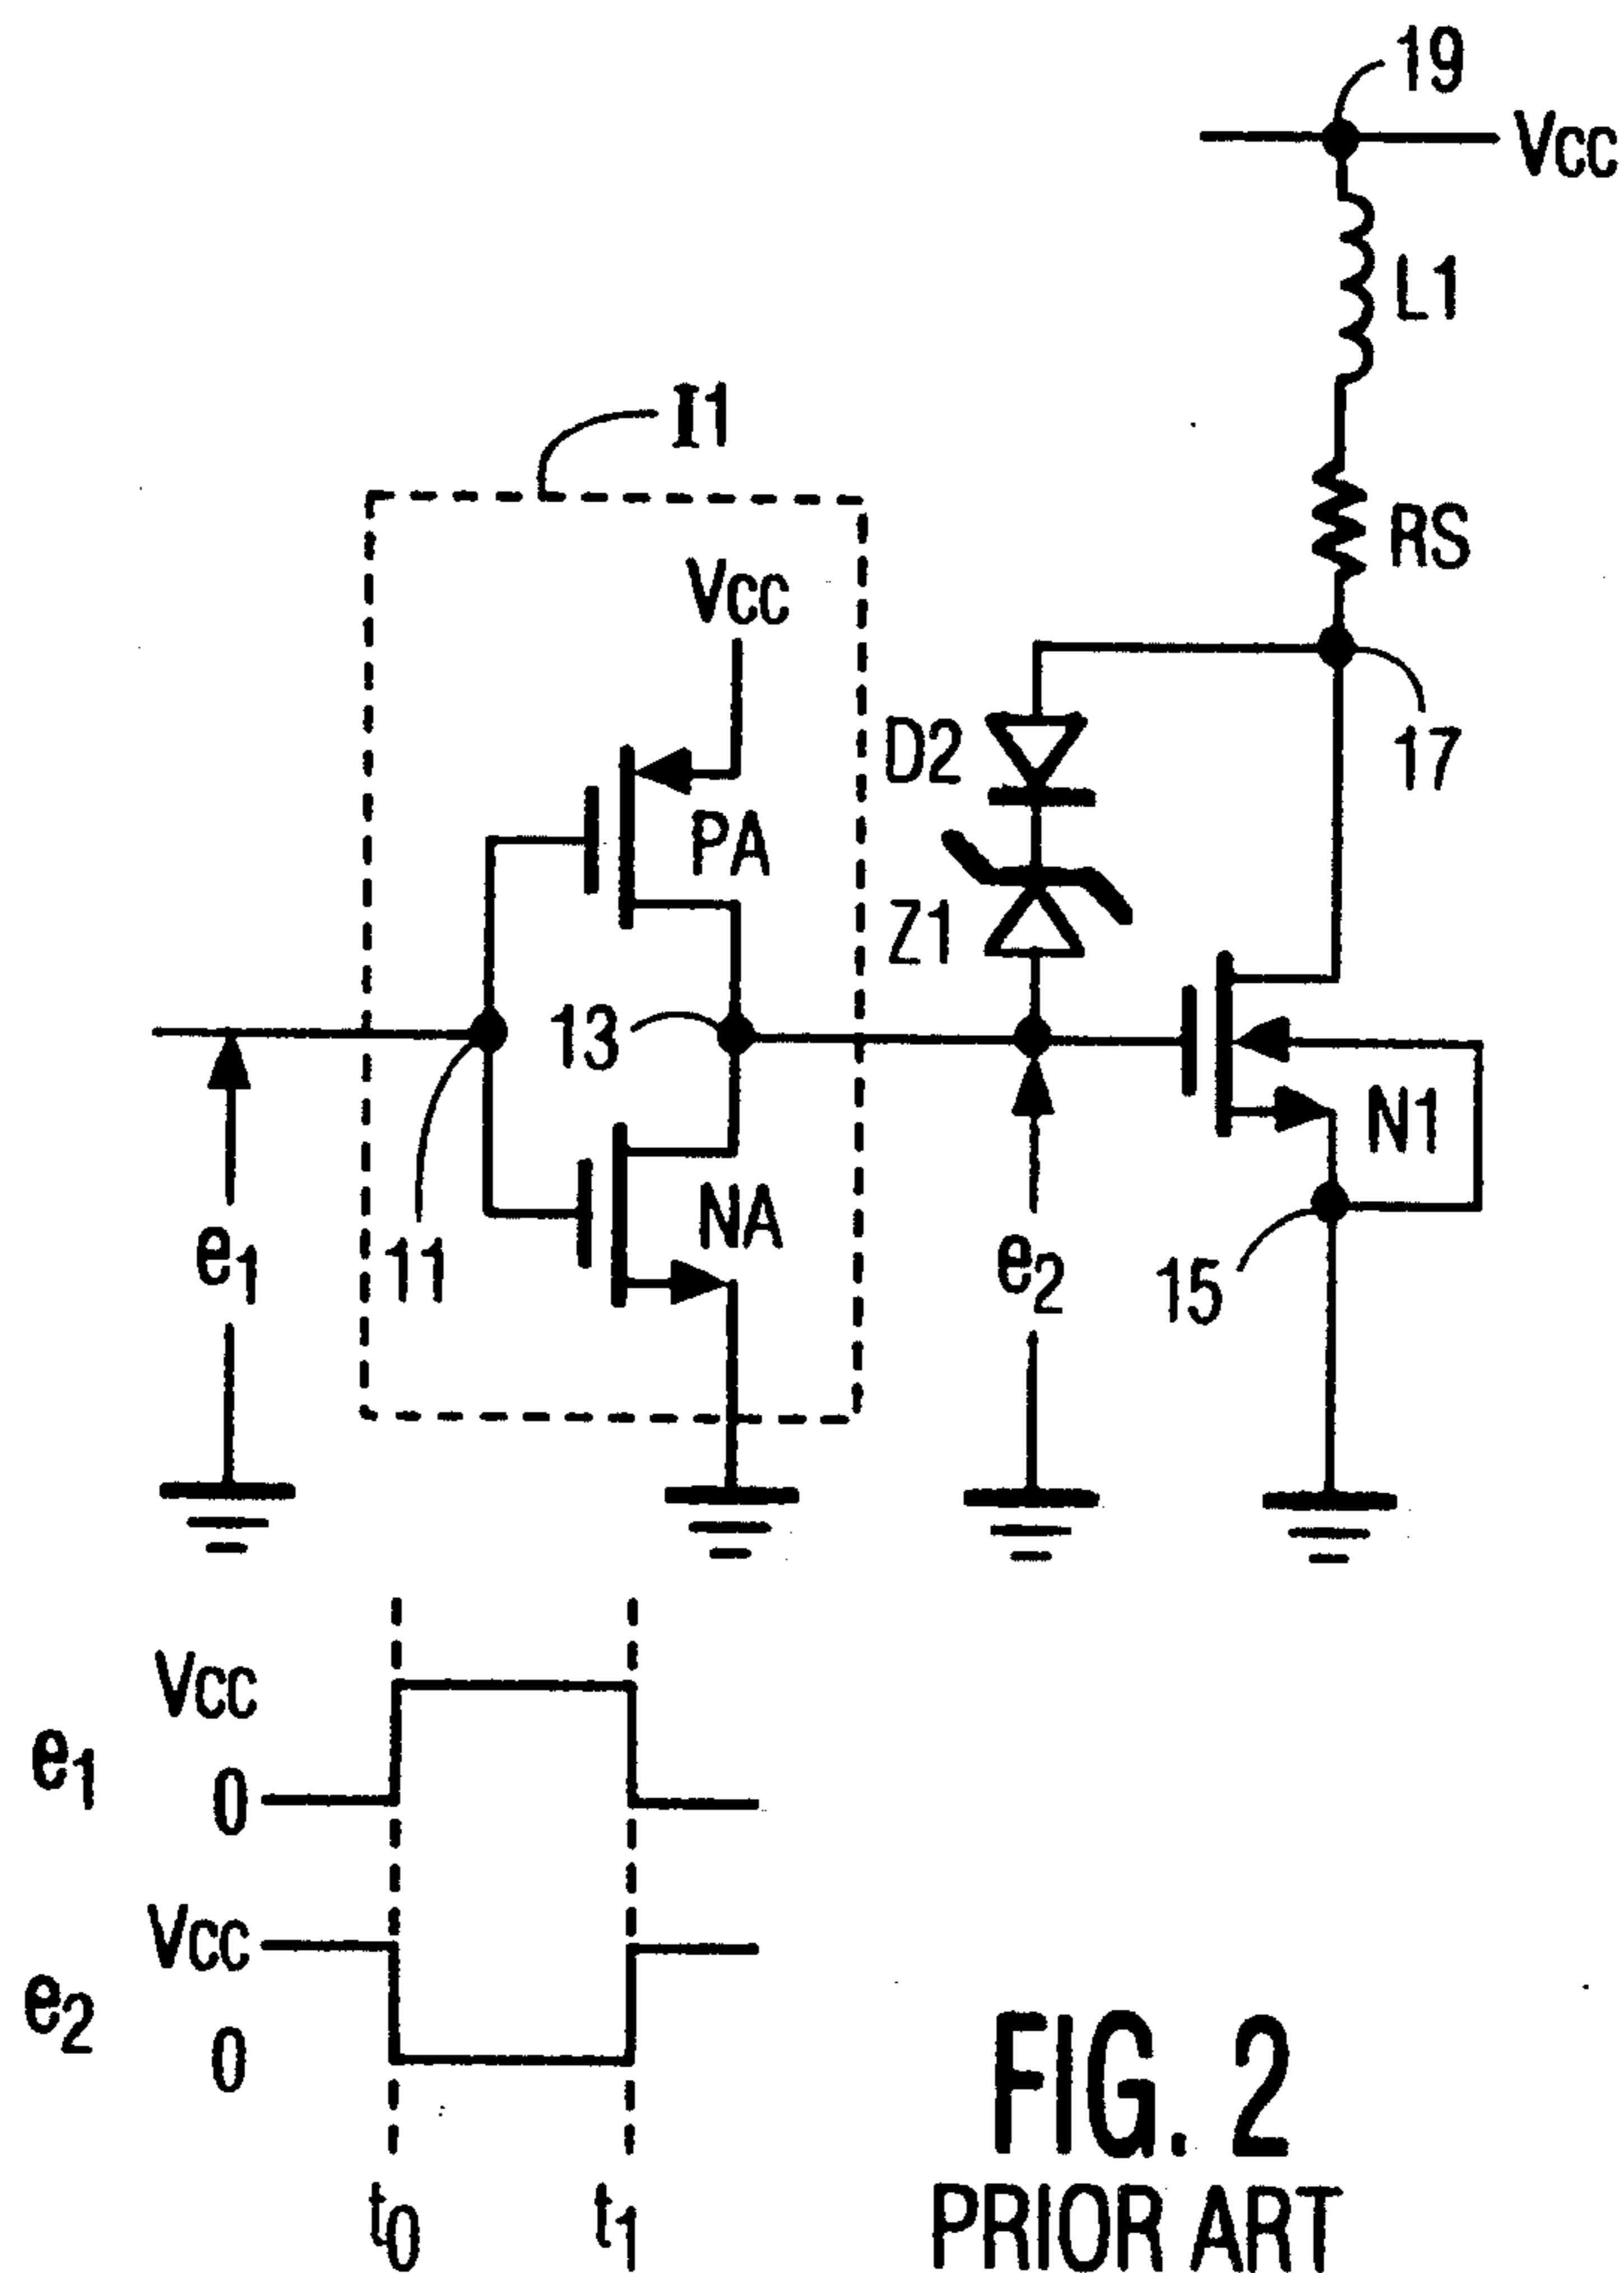 19
Vcc
L1
I1
RS
Vcc
D2
17
PA
Z1
13
N1
NA
e1
11
e2
15
Vcc
e1
0
Vcc
e2
0
t0
t1
FIG. 2
PRIOR ART